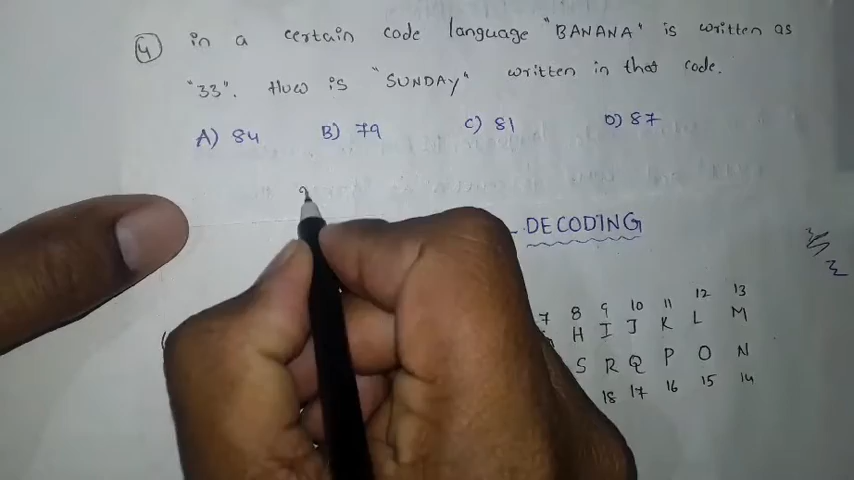 4 in a certain code language "BANANA" is written as
"33". How is "SUNDAY" written in that code.
A) 84 B) 79 C) 81 D) 87
DECODING
7 8 9 10 11 12 13
H I J K L M
S R Q P O N
18 17 16 15 14